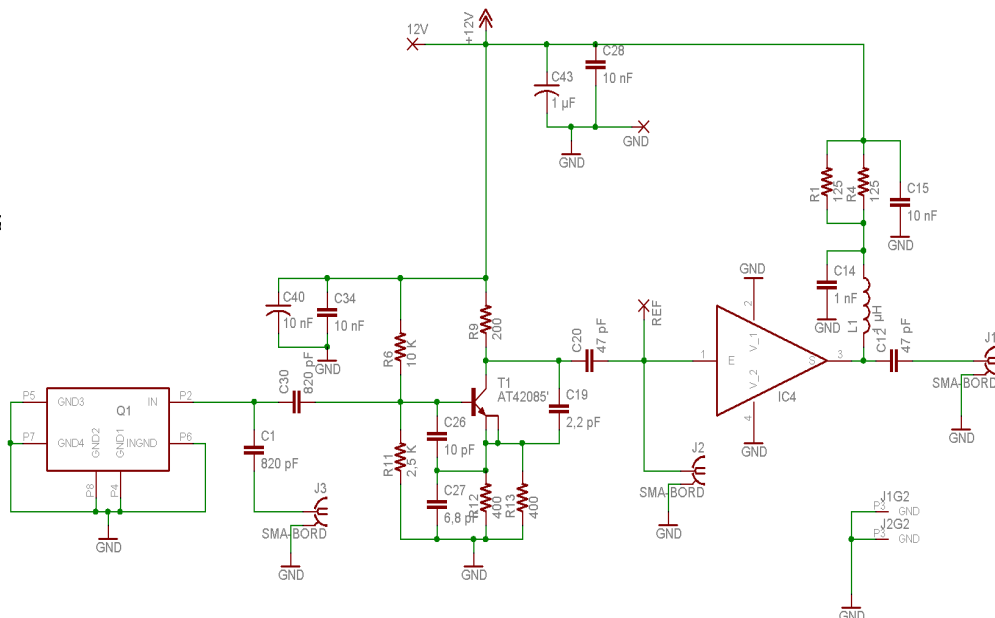 12V
+12V
C43
1 µF
C28
10 nF
GND
GND
R1
125
R4
125
C15
10 nF
GND
C14
1 nF
GND
L1
1 µH
C40
10 nF
C34
10 nF
GND
R6
10 K
R9
200
C20
47 pF
REF
GND
2
V_1
1
E
S
3
V_2
4
IC4
GND
C12
47 pF
J1
SMA-BORD
GND
T1
AT42085'
C19
2,2 pF
C30
820 pF
P5
GND3
Q1
IN
P2
P7
GND4
GND2
GND1
INGND
P6
P8
P4
GND
C1
820 pF
J3
SMA-BORD
GND
R11
2,5 K
C26
10 pF
C27
6,8 pF
R12
400
R13
400
GND
J2
SMA-BORD
GND
J1G2
P3
GND
J2G2
P3
GND
GND